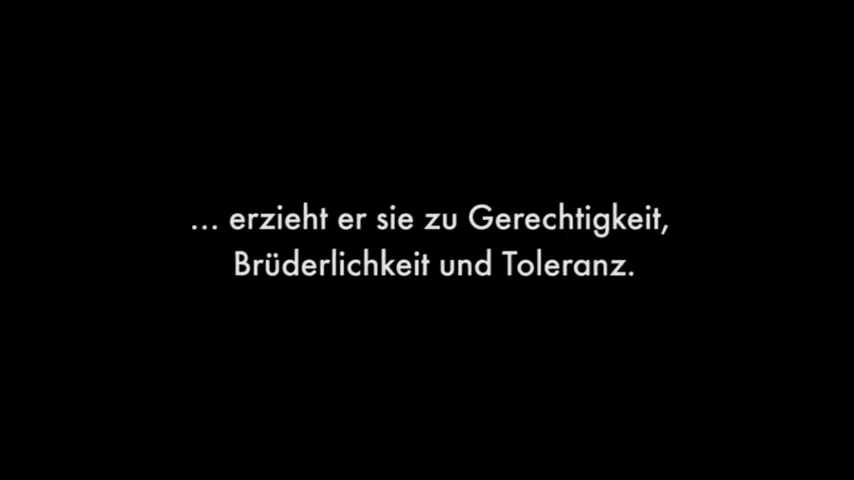 ... erzieht er sie zu Gerechtigkeit,
Brüderlichkeit und Toleranz.